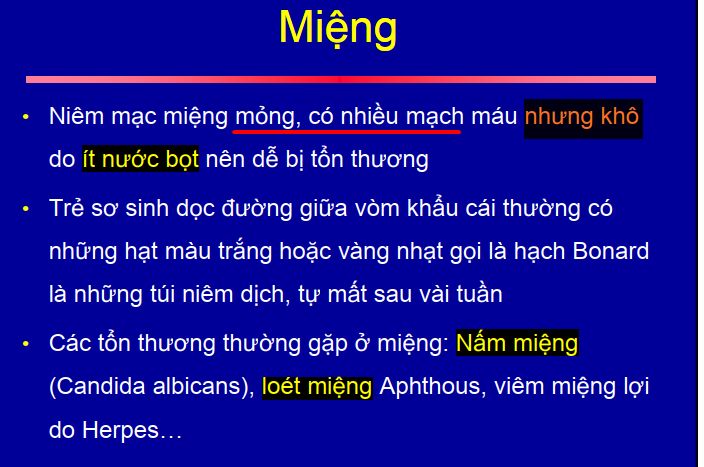 Miệng
• Niêm mạc miệng mỏng, có nhiều mạch máu nhưng khô
do ít nước bọt nên dễ bị tổn thương
• Trẻ sơ sinh dọc đường giữa vòm khẩu cái thường có
những hạt màu trắng hoặc vàng nhạt gọi là hạch Bonard
là những túi niêm dịch, tự mất sau vài tuần
• Các tổn thương thường gặp ở miệng: Nấm miệng
(Candida albicans), loét miệng Aphthous, viêm miệng lợi
do Herpes…